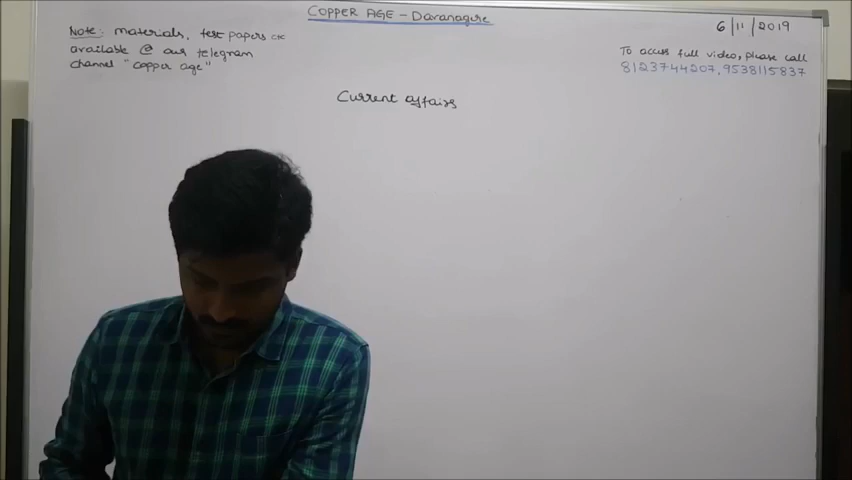 COPPER AGE - Davanagere
6/11/2019
Note: materials, test papers etc
available @ our telegram
channel "copper age"
To access full video, please call
8123744207, 9538115837
Current affairs